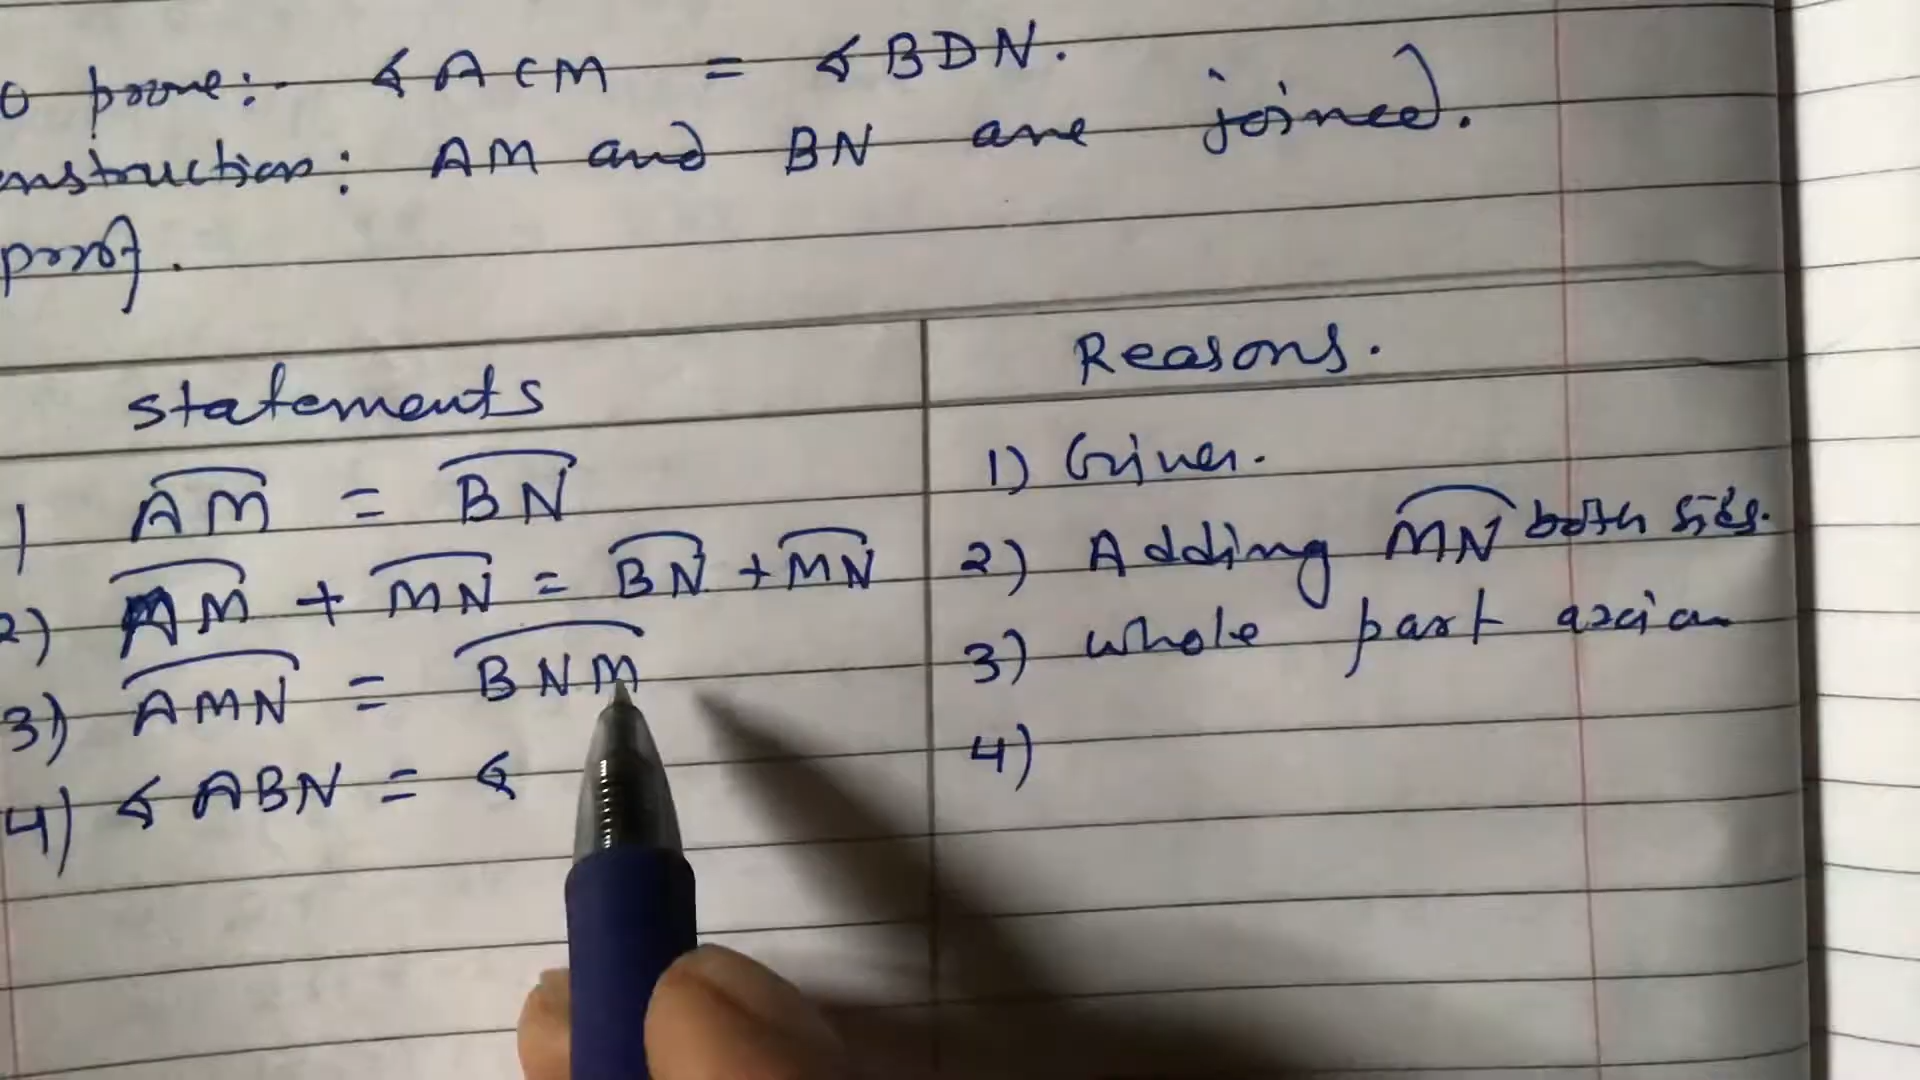 o prove:- ∢ ACM = ∢ BDN.
nstruction: AM and BN are joined.
proof.
Statements Reasons.
1 AM = BN 1) Given.
2) AM + MN = BN + MN 2) Adding MN both sides.
3) AMN = BNM 3) whole part axiom
4) ∢ ABN = ∢ 4)